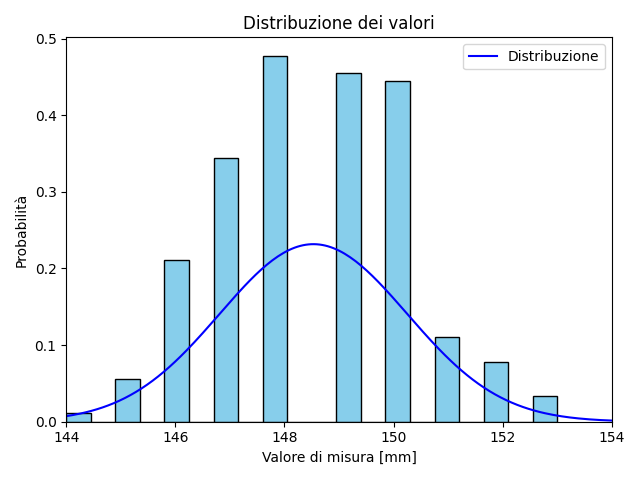 Distribuzione dei valori
Distribuzione
0.5
0.4
0.3
0.2
0.1
0.0
Probabilità
144 146 148 150 152 154
Valore di misura [mm]